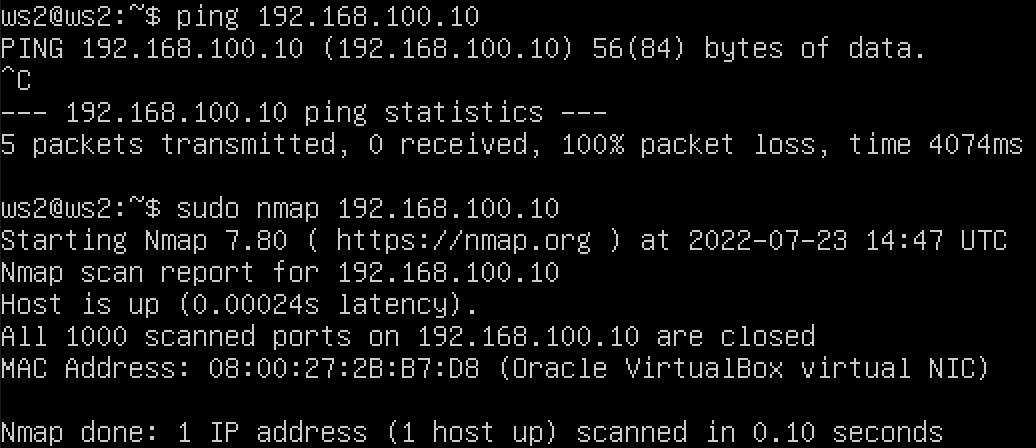 ws2@ws2:~$ ping 192.168.100.10
PING 192.168.100.10 (192.168.100.10) 56(84) bytes of data.
^C
--- 192.168.100.10 ping statistics ---
5 packets transmitted, 0 received, 100% packet loss, time 4074ms

ws2@ws2:~$ sudo nmap 192.168.100.10
Starting Nmap 7.80 ( https://nmap.org ) at 2022-07-23 14:47 UTC
Nmap scan report for 192.168.100.10
Host is up (0.00024s latency).
All 1000 scanned ports on 192.168.100.10 are closed
MAC Address: 08:00:27:2B:B7:D8 (Oracle VirtualBox virtual NIC)

Nmap done: 1 IP address (1 host up) scanned in 0.10 seconds